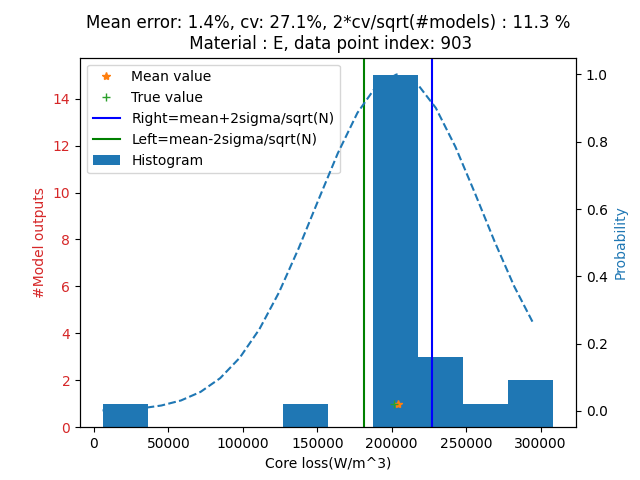 Mean error: 1.4%, cv: 27.1%, 2*cv/sqrt(#models) : 11.3 %
Material : E, data point index: 903
Mean value
True value
Right=mean+2sigma/sqrt(N)
Left=mean-2sigma/sqrt(N)
Histogram
#Model outputs
14
12
10
8
6
4
2
0
1.0
0.8
0.6
0.4
0.2
0.0
Probability
0 50000 100000 150000 200000 250000 300000
Core loss(W/m^3)